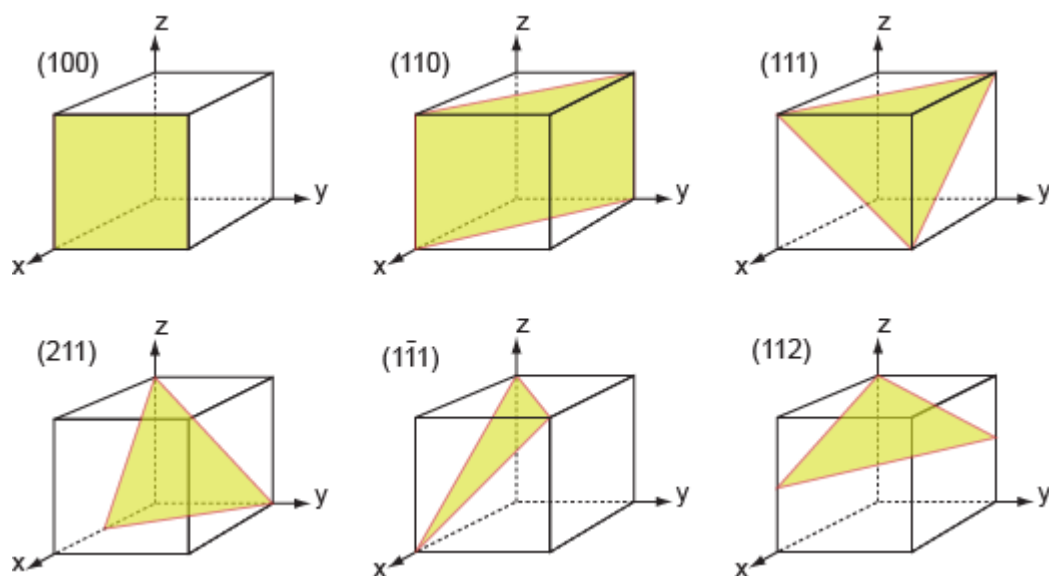 z
(100)
y
x
z
(110)
y
x
z
(111)
y
x
z
(211)
y
x
z
(11̄1)
y
x
z
(112)
y
x